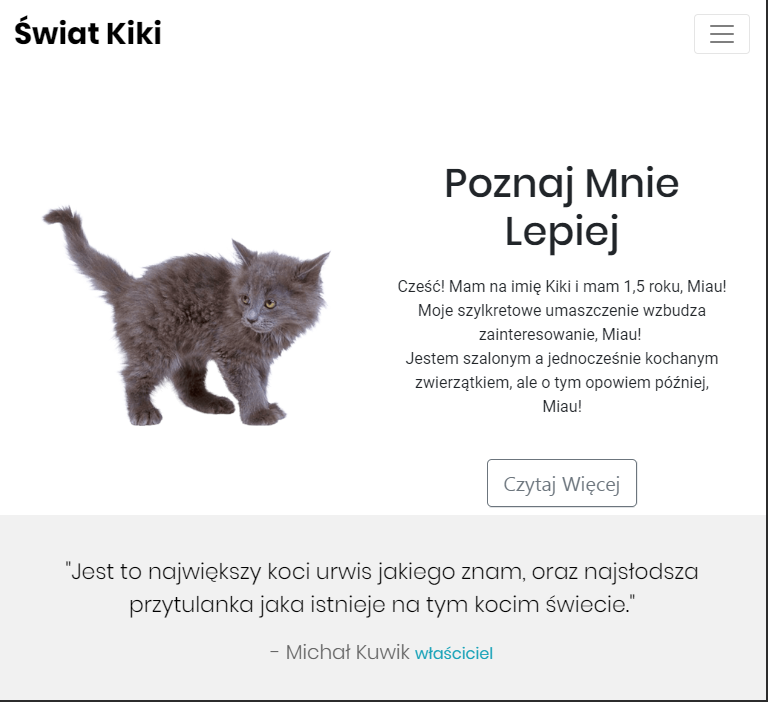 Świat Kiki
Poznaj Mnie
Lepiej
Cześć! Mam na imię Kiki i mam 1,5 roku, Miau!
Moje szylkretowe umaszczenie wzbudza
zainteresowanie, Miau!
Jestem szalonym a jednocześnie kochanym
zwierzątkiem, ale o tym opowiem później,
Miau!
Czytaj Więcej
"Jest to największy koci urwis jakiego znam, oraz najsłodsza
przytulanka jaka istnieje na tym kocim świecie."
- Michał Kuwik właściciel